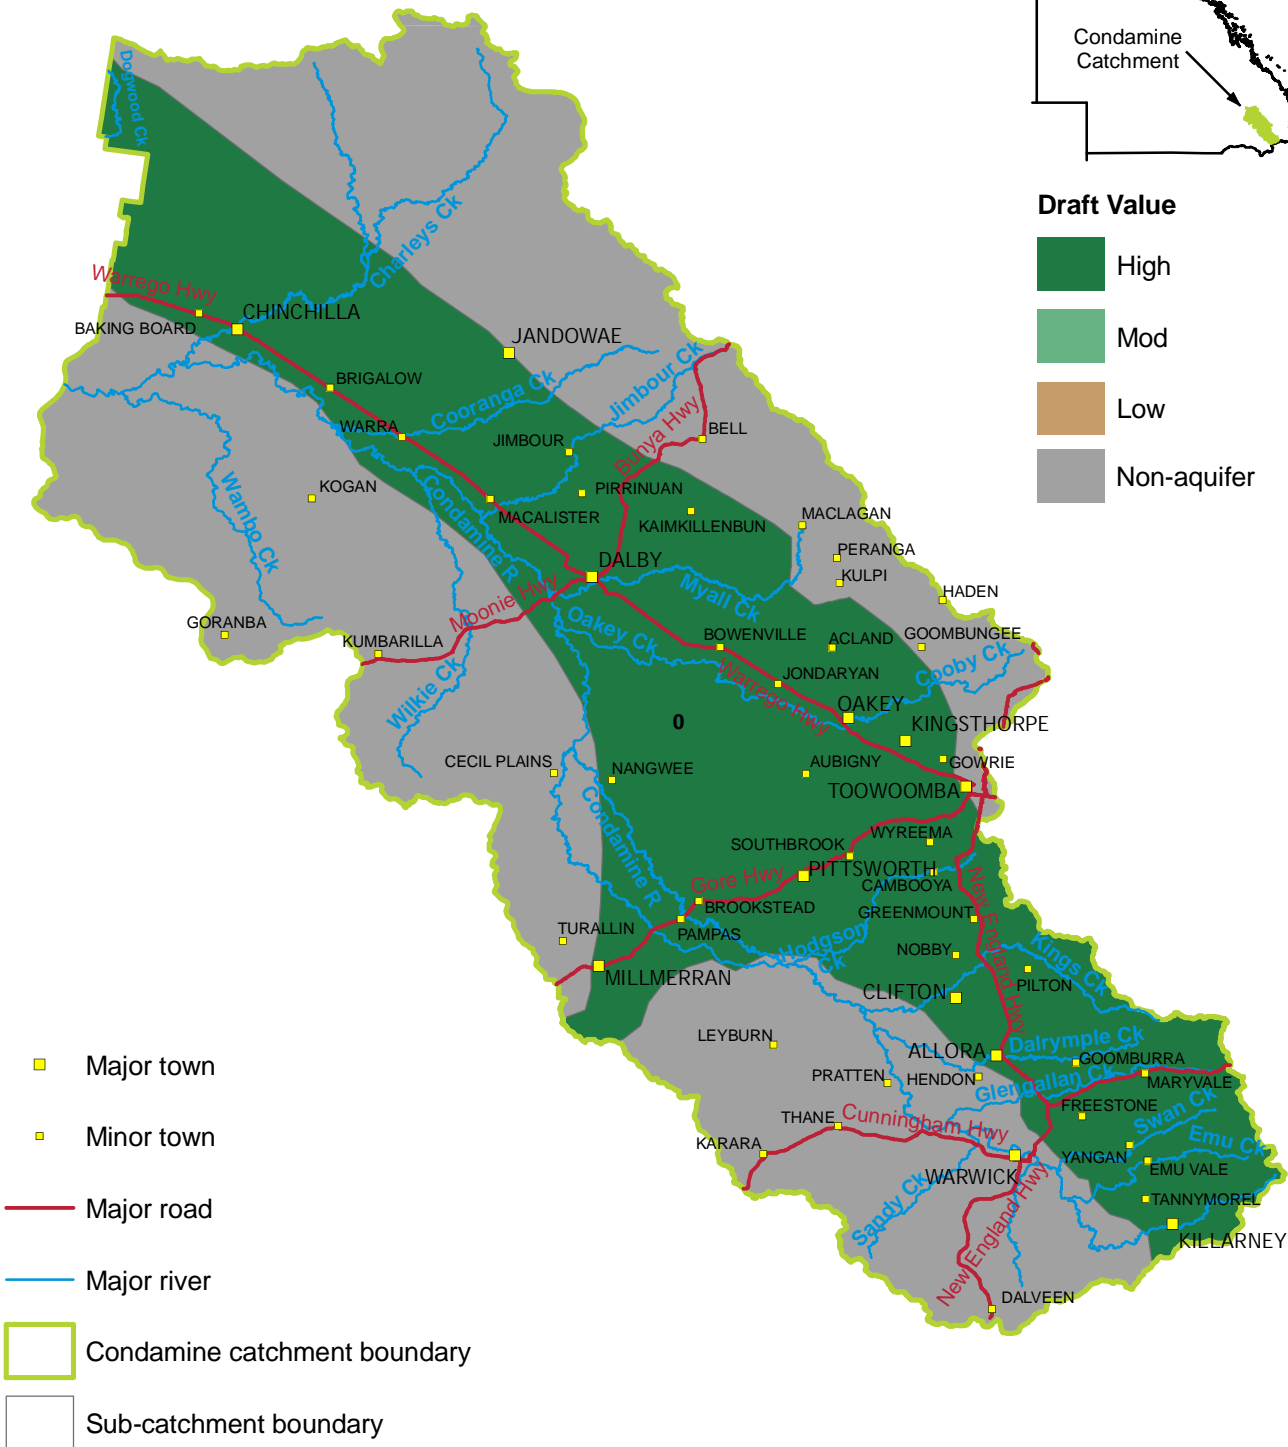 Condamine
Catchment
Draft Value
High
Mod
Low
Non-aquifer
Dogwood Ck
Charleys Ck
Warrego Hwy
CHINCHILLA
BAKING BOARD
JANDOWAE
BRIGALOW
Cooranga Ck
Jimbour Ck
WARRA
JIMBOUR
Bunya Hwy
BELL
KOGAN
Wambo Ck
Condamine R
PIRRINUAN
MACALISTER
KAIMKILLENBUN
MACLAGAN
PERANGA
KULPI
DALBY
Myall Ck
HADEN
Moonie Hwy
GORANBA
KUMBARILLA
Oakey Ck
BOWENVILLE
ACLAND
GOOMBUNGEE
Cooby Ck
JONDARYAN
Warrego Hwy
Wilkie Ck
OAKEY
0
KINGSTHORPE
CECIL PLAINS
NANGWEE
AUBIGNY
GOWRIE
TOOWOOMBA
Condamine R
WYREEMA
SOUTHBROOK
PITTSWORTH
Gore Hwy
CAMBOOYA
New England Hwy
BROOKSTEAD
GREENMOUNT
TURALLIN
PAMPAS
Hodgson
Ck
NOBBY
Kings Ck
MILLMERRAN
PILTON
CLIFTON
LEYBURN
ALLORA
Dalrymple Ck
GOOMBURRA
PRATTEN
HENDON
Glengallan Ck
MARYVALE
THANE
Cunningham Hwy
FREESTONE
Swan Ck
KARARA
Emu Ck
YANGAN
EMU VALE
WARWICK
Sandy Ck
New England Hwy
TANNYMOREL
KILLARNEY
DALVEEN
Major town
Minor town
Major road
Major river
Condamine catchment boundary
Sub-catchment boundary